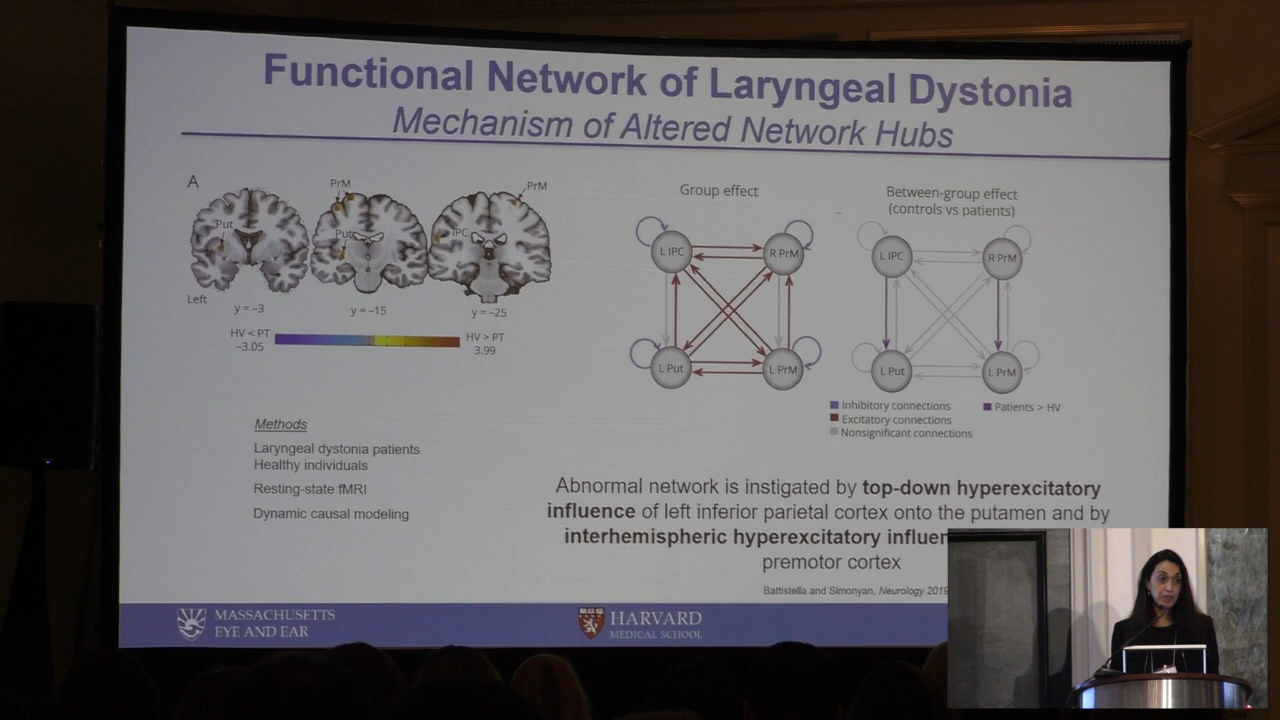 Functional Network of Laryngeal Dystonia
Mechanism of Altered Network Hubs
A
PrM
PrM
Put
Put
IPC
Left
y = –3
y = –15
y = –25
HV < PT
–3.05
HV > PT
3.99
Group effect
L IPC
R PrM
L Put
L PrM
Between-group effect
(controls vs patients)
L IPC
R PrM
L Put
L PrM
Inhibitory connections
Excitatory connections
Nonsignificant connections
Patients > HV
Methods
Laryngeal dystonia patients
Healthy individuals
Resting-state fMRI
Dynamic causal modeling
Abnormal network is instigated by top-down hyperexcitatory
influence of left inferior parietal cortex onto the putamen and by
interhemispheric hyperexcitatory
premotor cortex
Battistella and Simonyan, Neurology 2019
MASSACHUSETTS
EYE AND EAR
HARVARD
MEDICAL SCHOOL